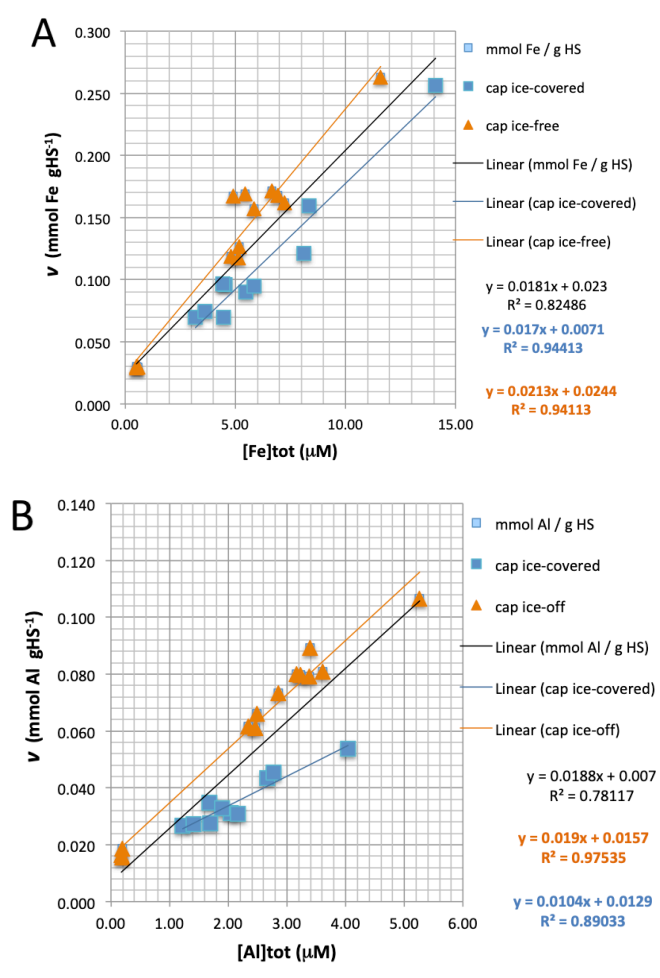 A
0.300
0.250
0.200
0.150
0.100
0.050
0.000
0.00 5.00 10.00 15.00
v (mmol Fe gHS⁻¹)
[Fe]tot (µM)
mmol Fe / g HS
cap ice-covered
cap ice-free
Linear (mmol Fe / g HS)
Linear (cap ice-covered)
Linear (cap ice-free)
y = 0.0181x + 0.023
R² = 0.82486
y = 0.017x + 0.0071
R² = 0.94413
y = 0.0213x + 0.0244
R² = 0.94113
B
0.140
0.120
0.100
0.080
0.060
0.040
0.020
0.000
0.00 1.00 2.00 3.00 4.00 5.00 6.00
v (mmol Al gHS⁻¹)
[Al]tot (µM)
mmol Al / g HS
cap ice-covered
cap ice-off
Linear (mmol Al / g HS)
Linear (cap ice-covered)
Linear (cap ice-off)
y = 0.0188x + 0.007
R² = 0.78117
y = 0.019x + 0.0157
R² = 0.97535
y = 0.0104x + 0.0129
R² = 0.89033